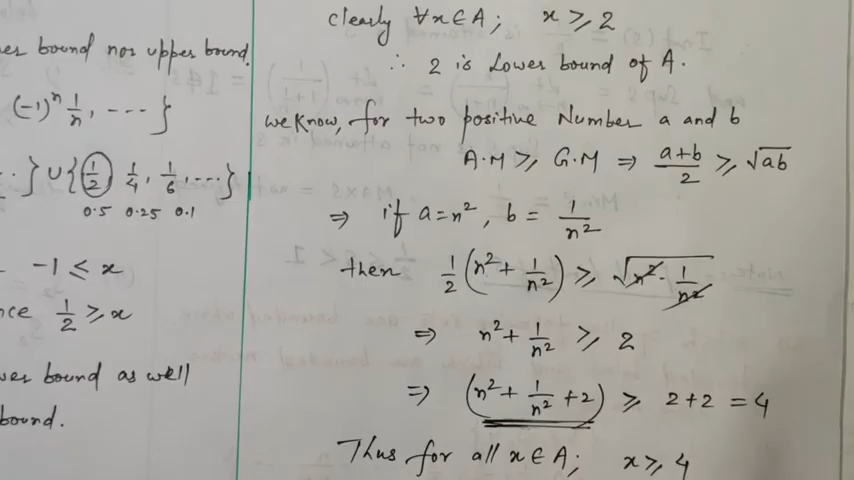 er bound nor upper bound.
(-1)ⁿ 1/n, ---- }
. } ∪ { 1/2, 1/4, 1/6, .... }
0.5 0.25 0.1
-1 ≤ x
nce 1/2 ≥ x
wer bound as well
bound.
clearly ∀x∈A; x ≥ 2
∴ 2 is Lower bound of A.
we know, for two positive Number a and b
A.M ≥ G.M ⇒ (a+b)/2 ≥ √ab
⇒ if a = n², b = 1/n²
then 1/2 (n² + 1/n²) ≥ √(n² · 1/n²)
⇒ n² + 1/n² ≥ 2
⇒ (n² + 1/n² + 2) ≥ 2+2 = 4
Thus for all x∈A; x ≥ 4